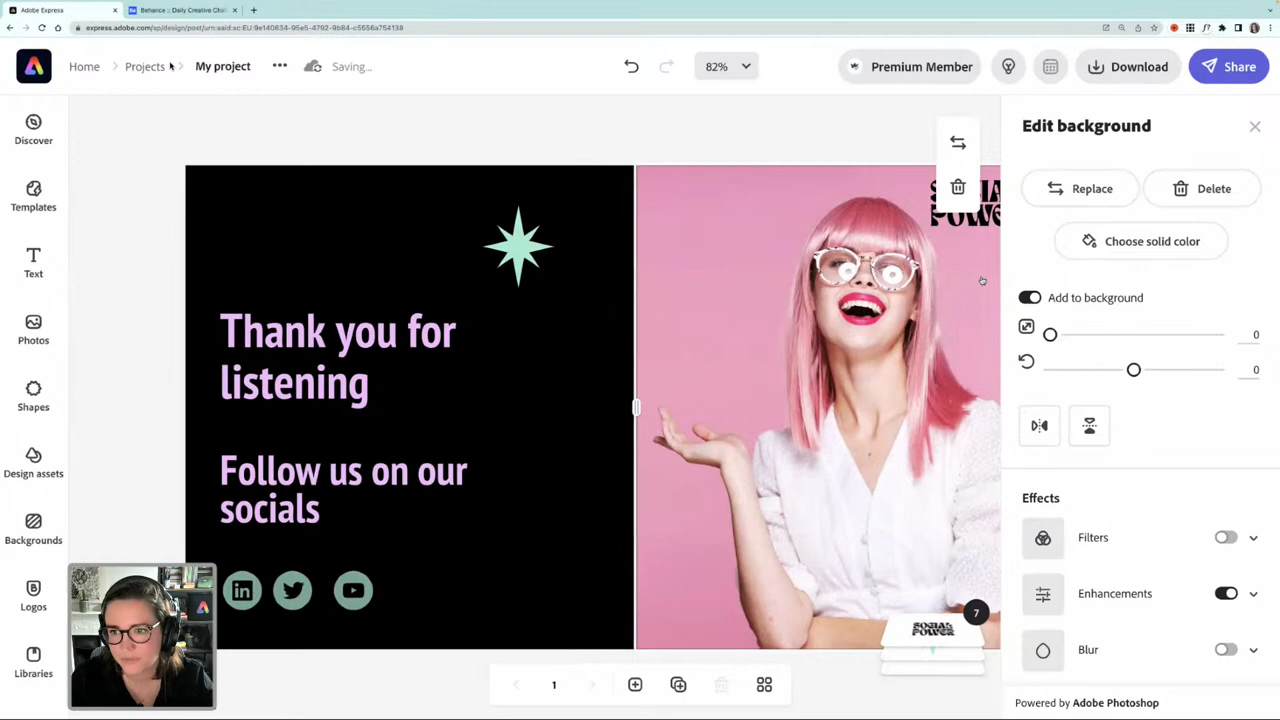 Adobe Express
Behance :: Daily Creative Chal
express.adobe.com/sp/design/post/urn:aaid:sc:EU:9e140634-95e5-4792-9b84-c5556a754138
Home
Projects
My project
Saving...
82%
Premium Member
Download
Share
Discover
Templates
Text
Photos
Shapes
Design assets
Backgrounds
Logos
Libraries
Thank you for
listening
Follow us on our
socials
in
SOCIAL
POWER
7
1
Edit background
Replace
Delete
Choose solid color
Add to background
0
0
Effects
Filters
Enhancements
Blur
Powered by Adobe Photoshop